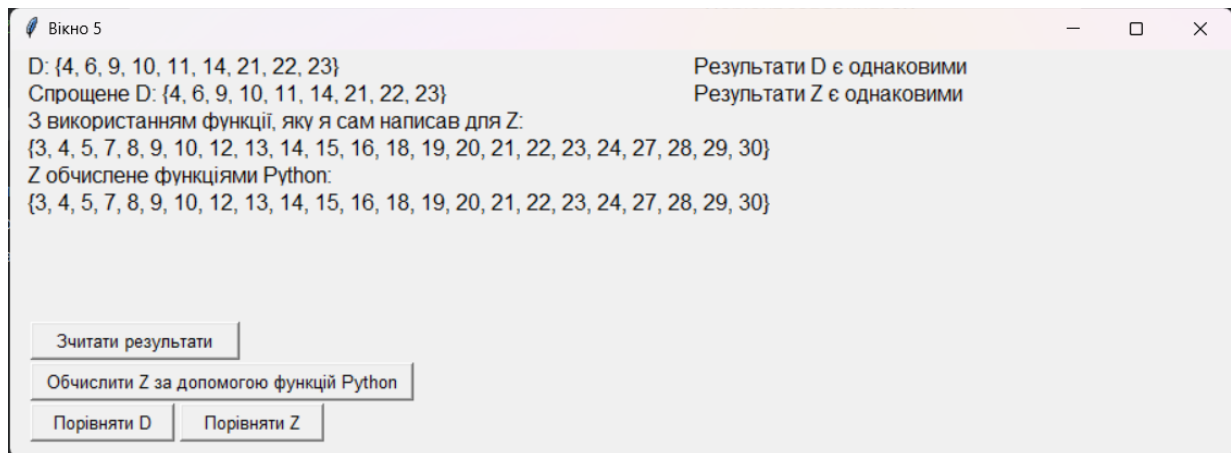 Вікно 5
D: {4, 6, 9, 10, 11, 14, 21, 22, 23}
Результати D є однаковими
Спрощене D: {4, 6, 9, 10, 11, 14, 21, 22, 23}
Результати Z є однаковими
З використанням функції, яку я сам написав для Z:
{3, 4, 5, 7, 8, 9, 10, 12, 13, 14, 15, 16, 18, 19, 20, 21, 22, 23, 24, 27, 28, 29, 30}
Z обчислене функціями Python:
{3, 4, 5, 7, 8, 9, 10, 12, 13, 14, 15, 16, 18, 19, 20, 21, 22, 23, 24, 27, 28, 29, 30}
Зчитати результати
Обчислити Z за допомогою функцій Python
Порівняти D
Порівняти Z